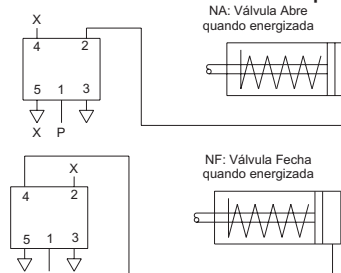 NA: Válvula Abre
quando energizada
X
4 2
5 1 3
X P
NF: Válvula Fecha
quando energizada
X
4 2
5 1 3